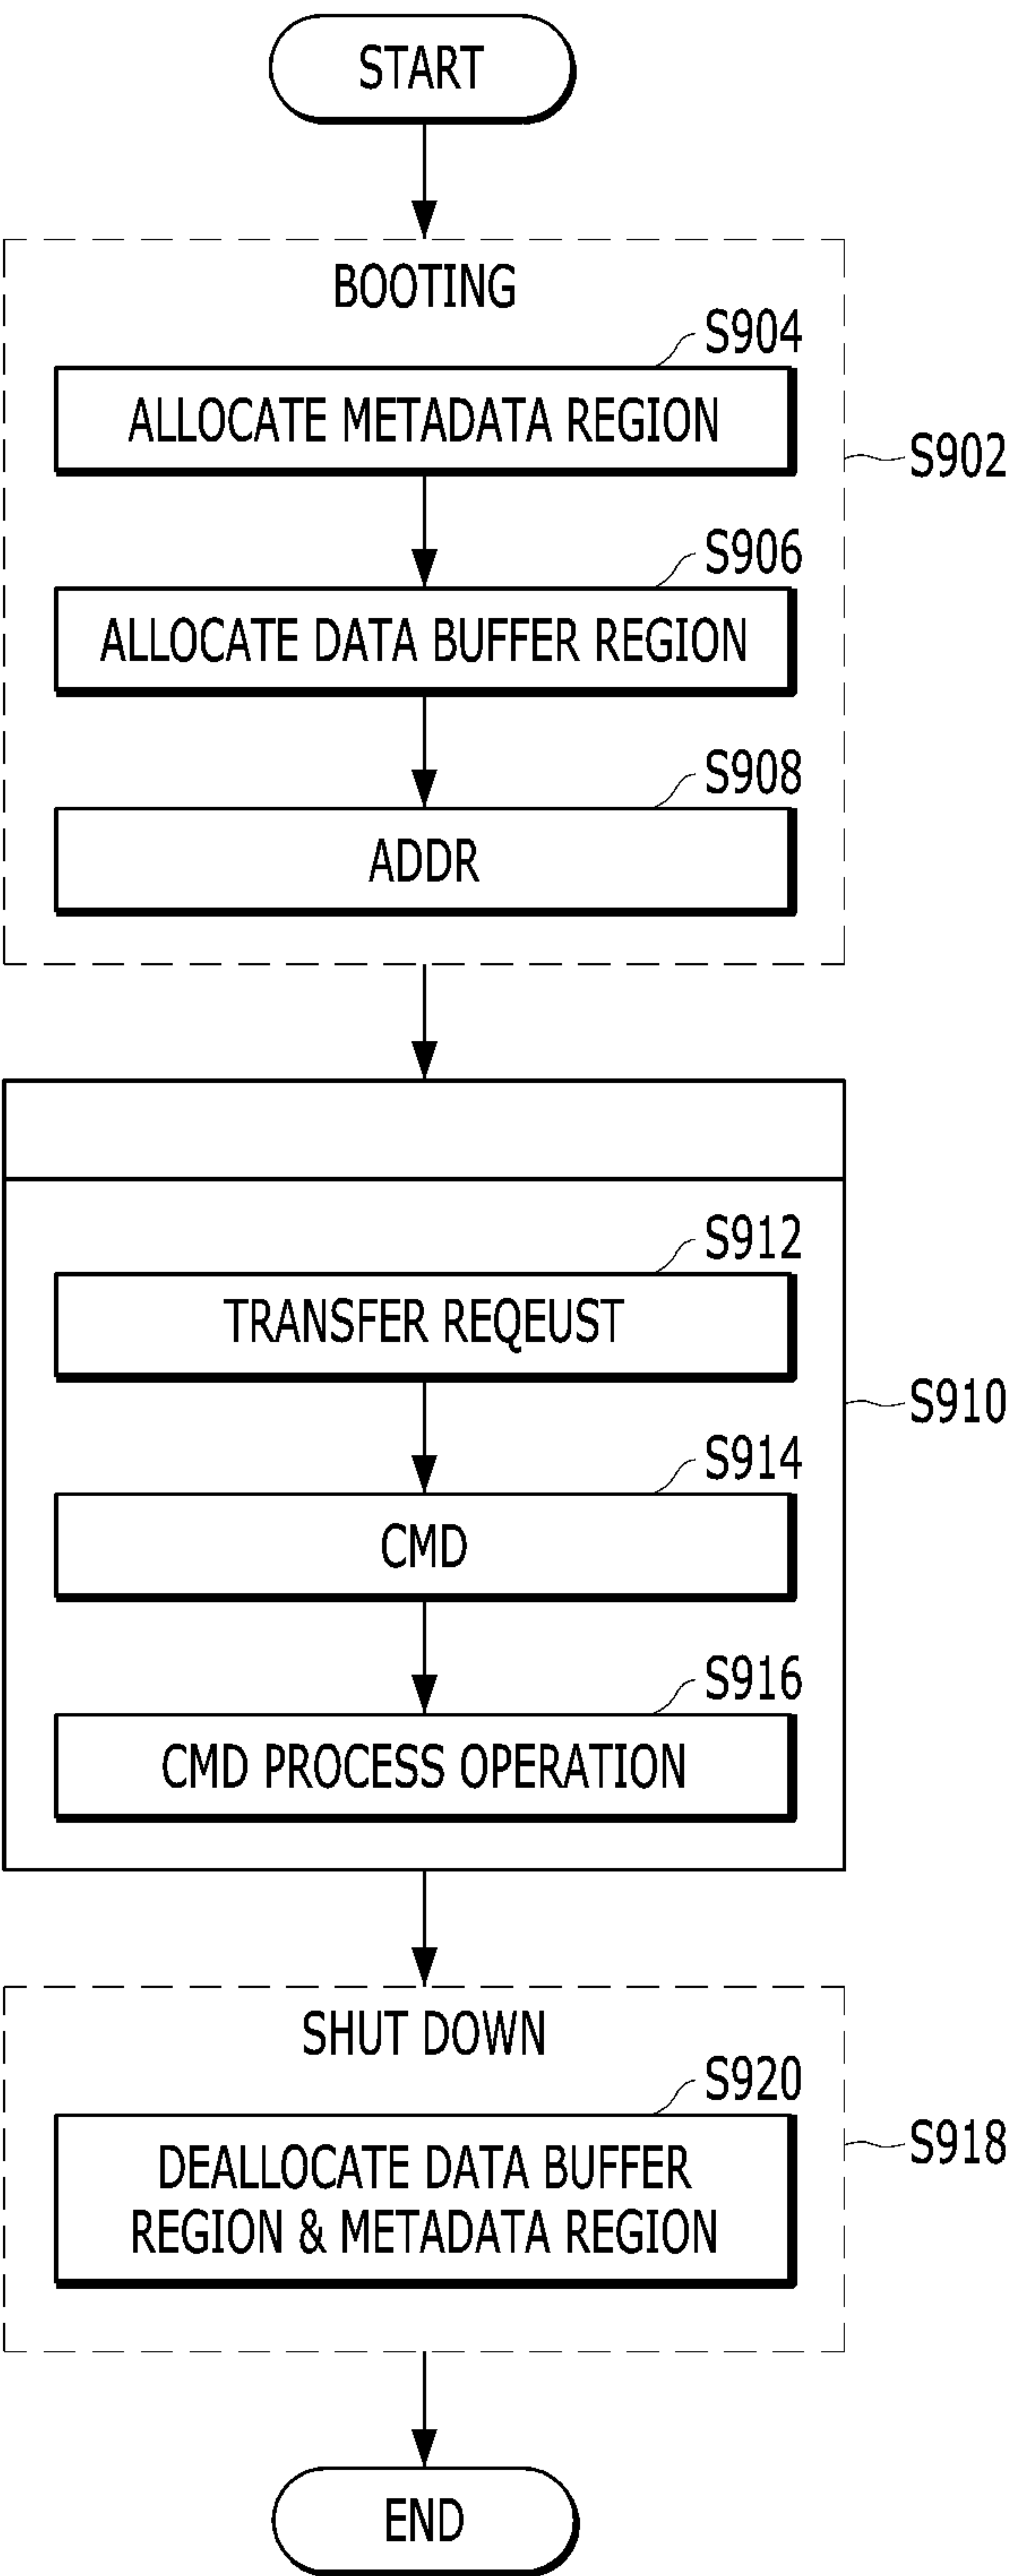 START
BOOTING
S904
ALLOCATE METADATA REGION
S902
S906
ALLOCATE DATA BUFFER REGION
S908
ADDR
S912
TRANSFER REQEUST
S910
S914
CMD
S916
CMD PROCESS OPERATION
SHUT DOWN
S920
DEALLOCATE DATA BUFFER
REGION & METADATA REGION
S918
END